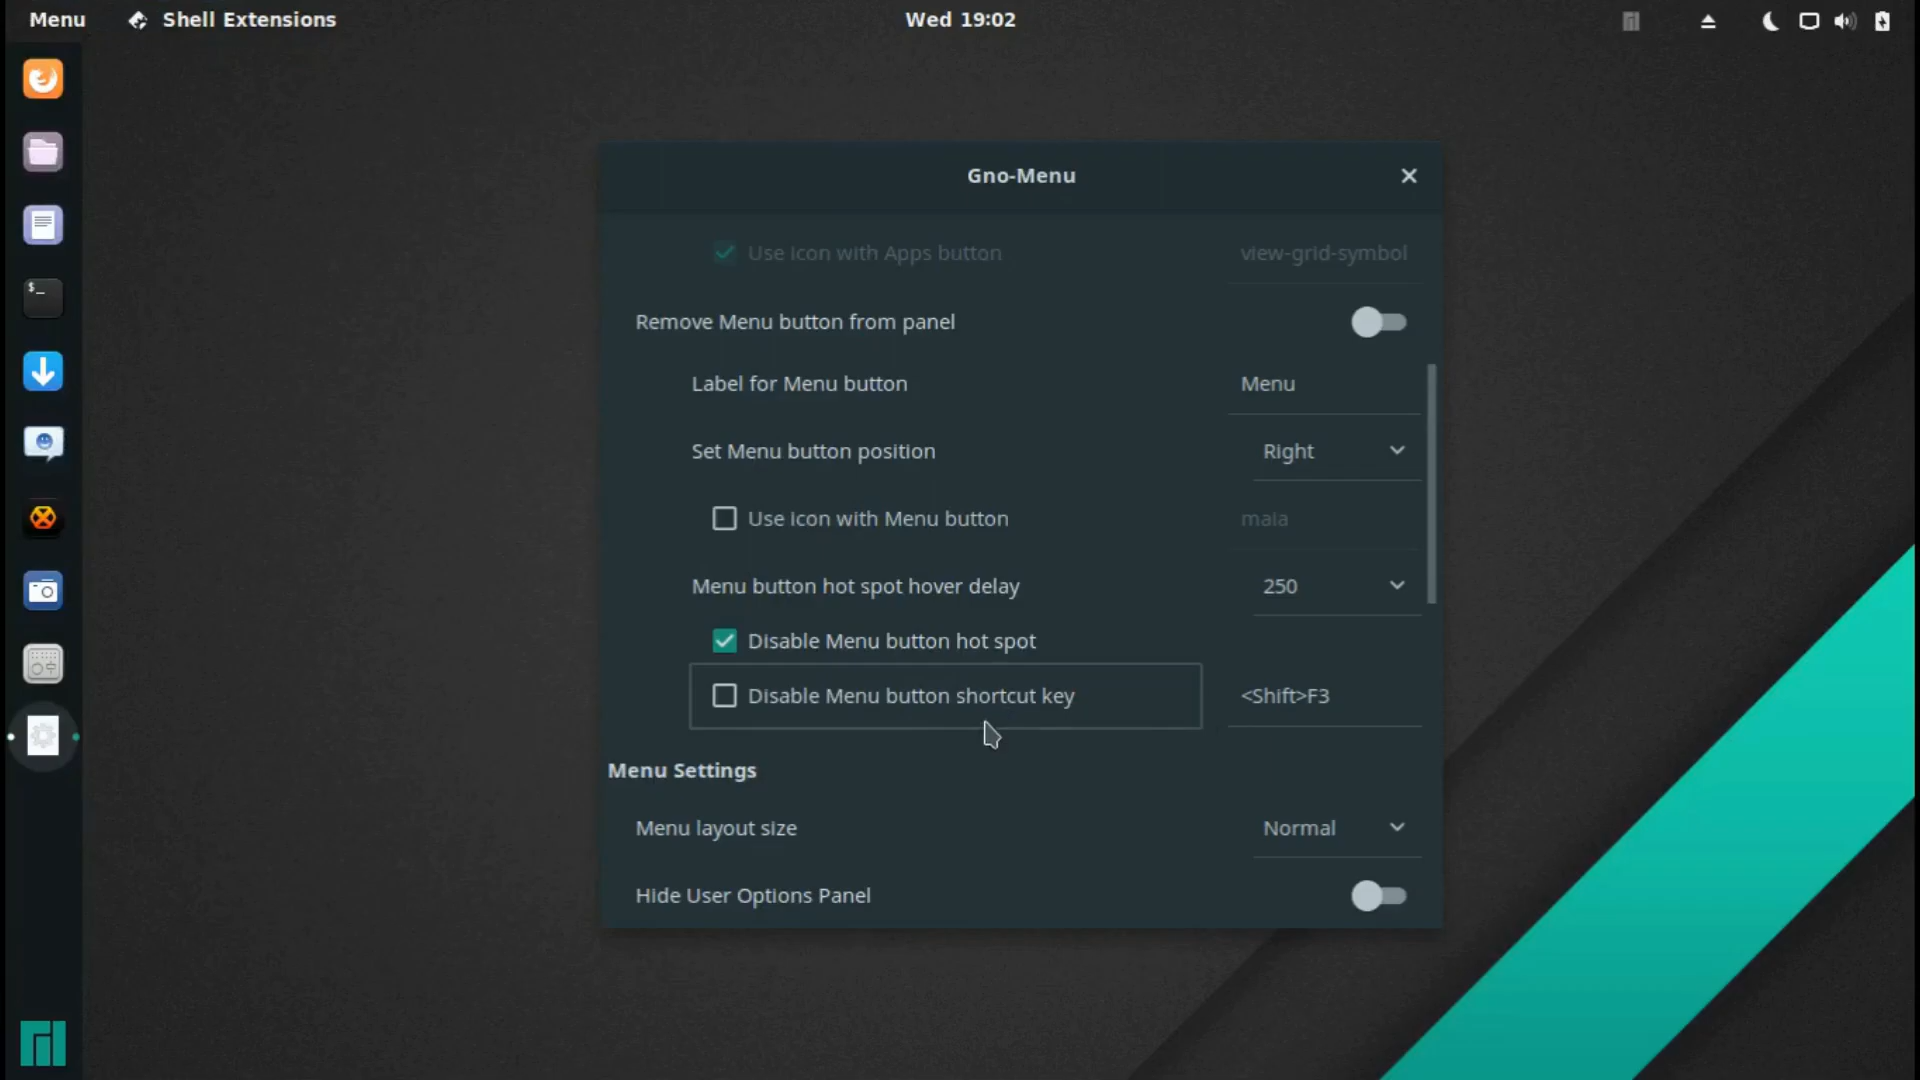 Menu Shell Extensions Wed 19:02
Gno-Menu
Use icon with Apps button view-grid-symbol
Remove Menu button from panel
Label for Menu button Menu
Set Menu button position Right
Use icon with Menu button maia
Menu button hot spot hover delay 250
Disable Menu button hot spot
Disable Menu button shortcut key <Shift>F3
Menu Settings
Menu layout size Normal
Hide User Options Panel